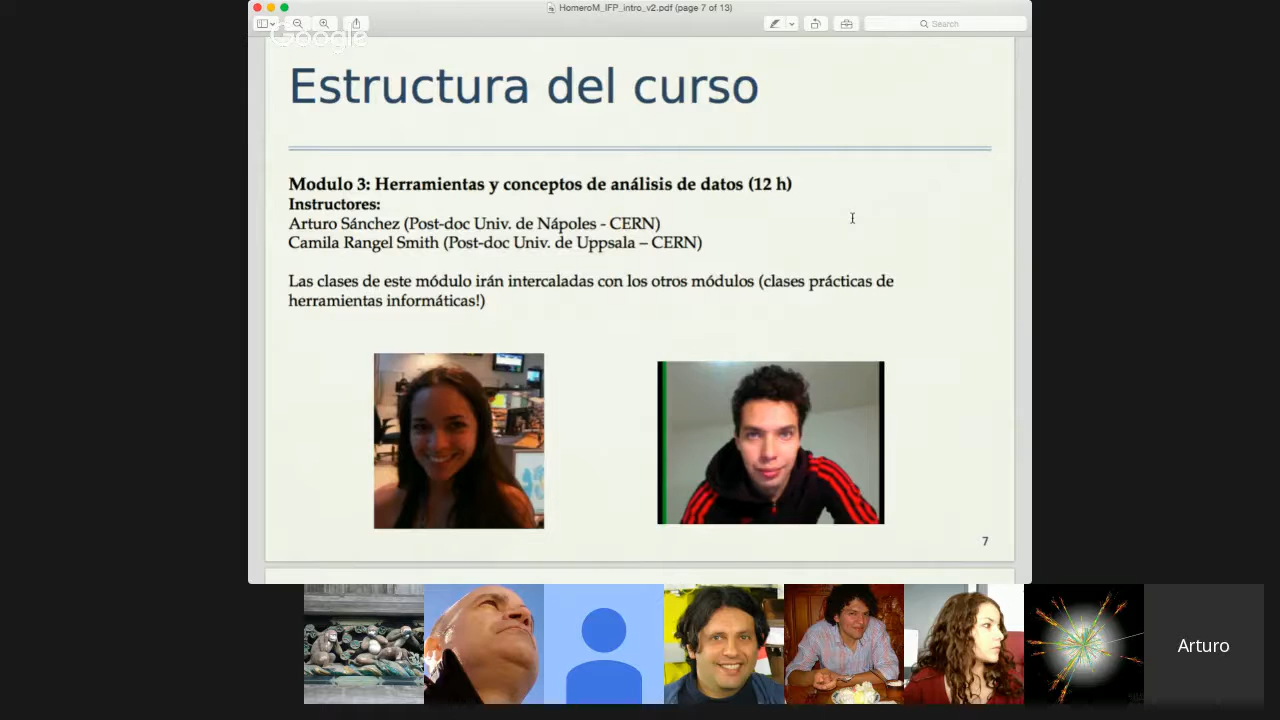 HomeroM_IFP_intro_v2.pdf (page 7 of 13)
Search
Google
Estructura del curso
Modulo 3: Herramientas y conceptos de análisis de datos (12 h)
Instructores:
Arturo Sánchez (Post-doc Univ. de Nápoles - CERN)
Camila Rangel Smith (Post-doc Univ. de Uppsala – CERN)
Las clases de este módulo irán intercaladas con los otros módulos (clases prácticas de
herramientas informáticas!)
7
Arturo